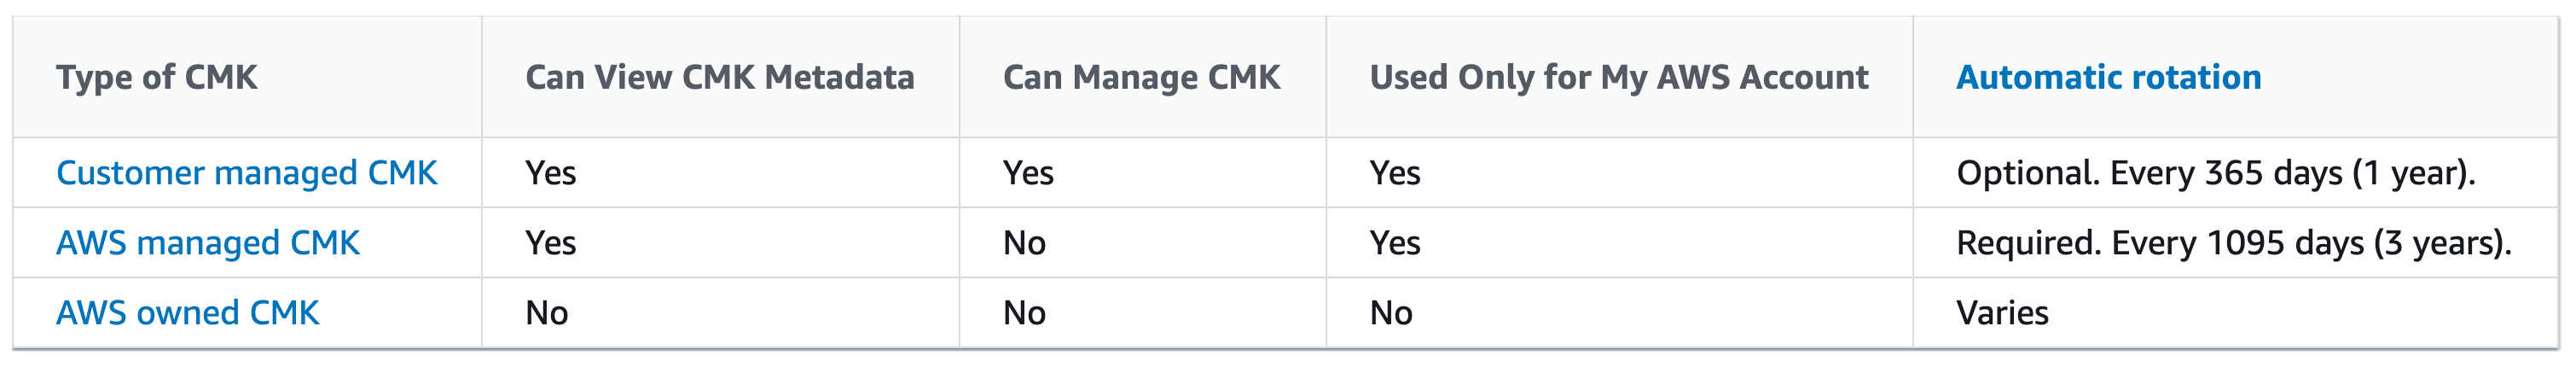 Type of CMK Can View CMK Metadata Can Manage CMK Used Only for My AWS Account Automatic rotation
Customer managed CMK Yes Yes Yes Optional. Every 365 days (1 year).
AWS managed CMK Yes No Yes Required. Every 1095 days (3 years).
AWS owned CMK No No No Varies